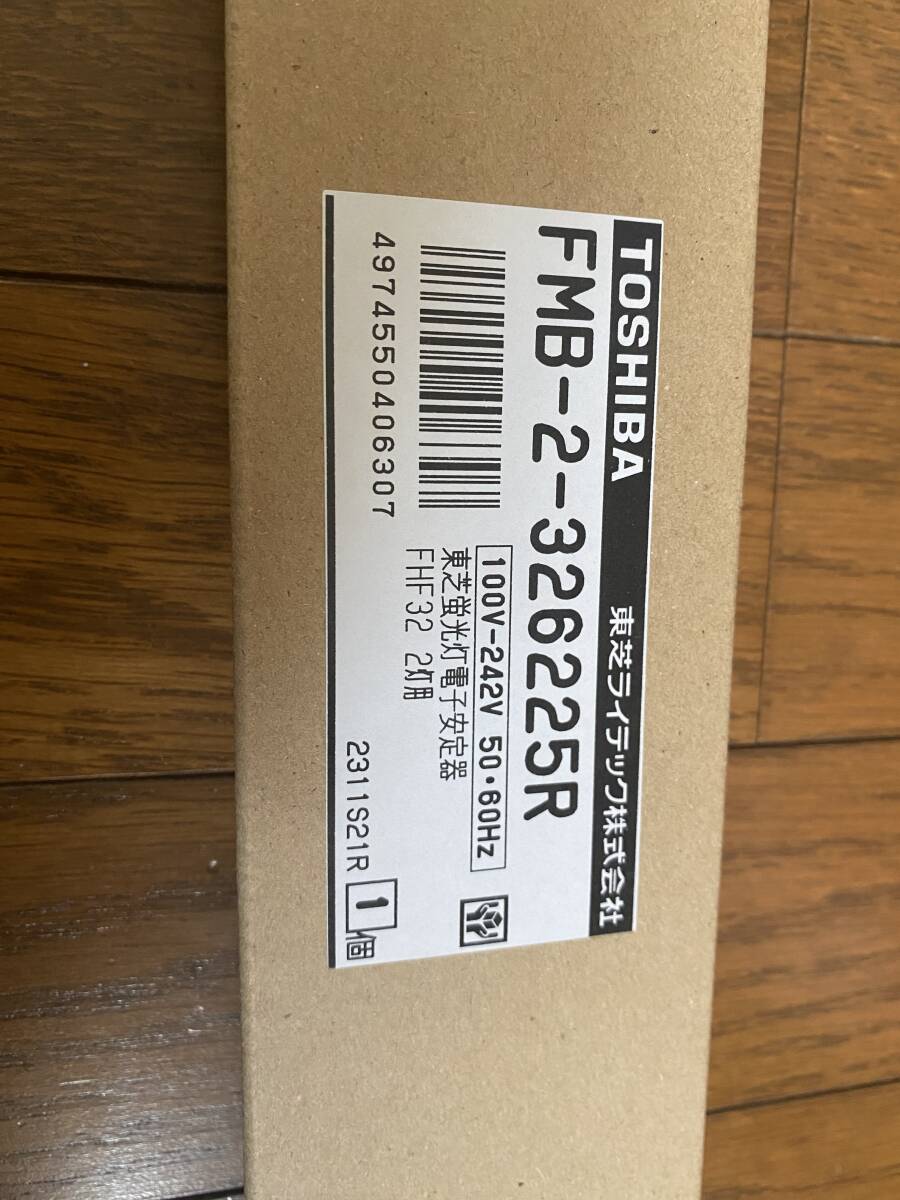 TOSHIBA 東芝ライテック株式会社
FMB-2-326225R
100V-242V 50・60Hz
東芝蛍光灯電子安定器
FHF32 2灯用
4974550406307
2311S21R 1個